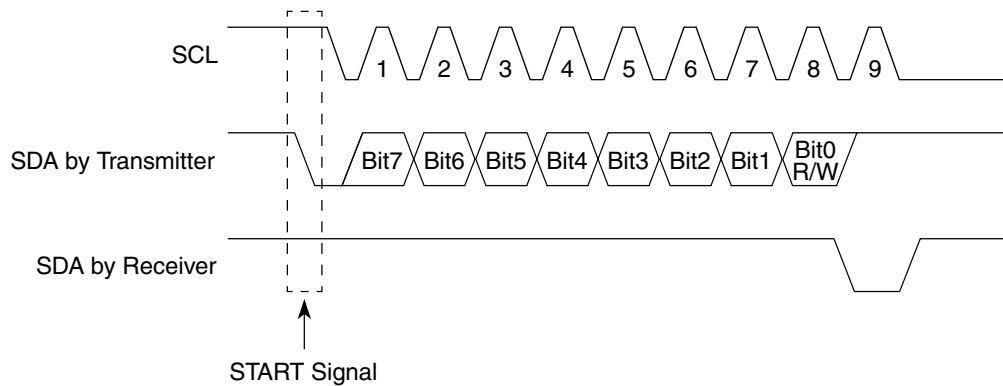 SCL
1 2 3 4 5 6 7 8 9
SDA by Transmitter
Bit7 Bit6 Bit5 Bit4 Bit3 Bit2 Bit1 Bit0
R/W
SDA by Receiver
START Signal